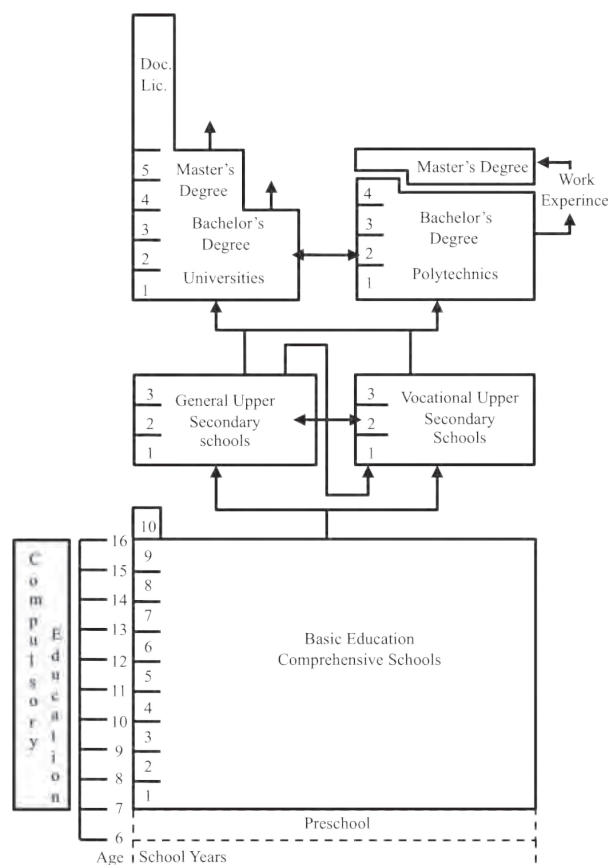 Doc.
Lic.
5
4
3
2
1
Master's
Degree
Bachelor's
Degree
Universities
Master's Degree
4
3
2
1
Bachelor's
Degree
Polytechnics
Work
Experince
3
2
1
General Upper
Secondary
schools
3
2
1
Vocational Upper
Secondary
Schools
Compulsory
Education
16
15
14
13
12
11
10
9
8
7
6
10
9
8
7
6
5
4
3
2
1
Basic Education
Comprehensive Schools
Preschool
Age
School Years